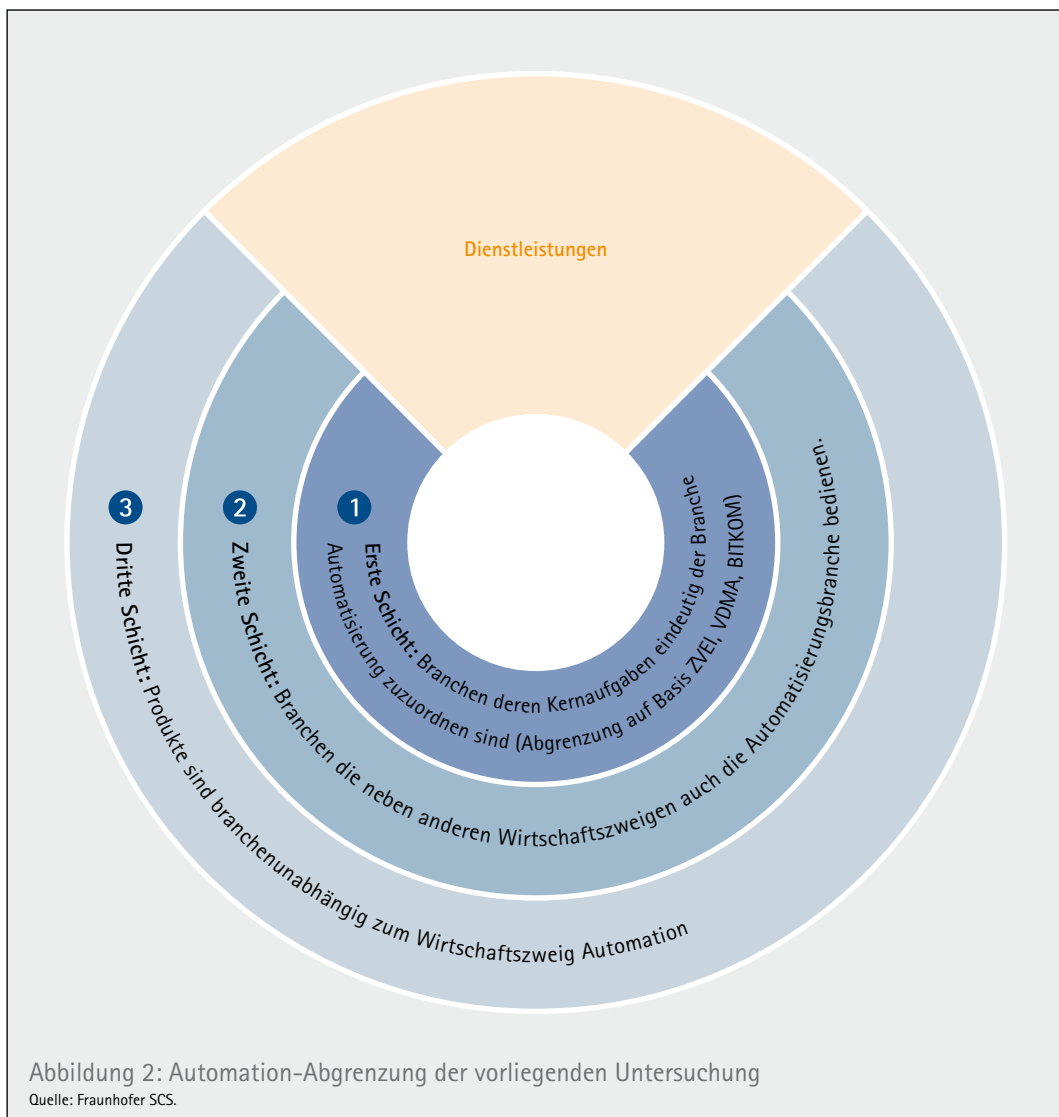 Dienstleistungen
1
Erste Schicht: Branchen deren Kernaufgaben eindeutig der Branche
Automatisierung zuzuordnen sind (Abgrenzung auf Basis ZVEI, VDMA, BITKOM)
2
Zweite Schicht: Branchen die neben anderen Wirtschaftszweigen auch die Automatisierungsbranche bedienen.
3
Dritte Schicht: Produkte sind branchenunabhängig zum Wirtschaftszweig Automation
Abbildung 2: Automation-Abgrenzung der vorliegenden Untersuchung
Quelle: Fraunhofer SCS.